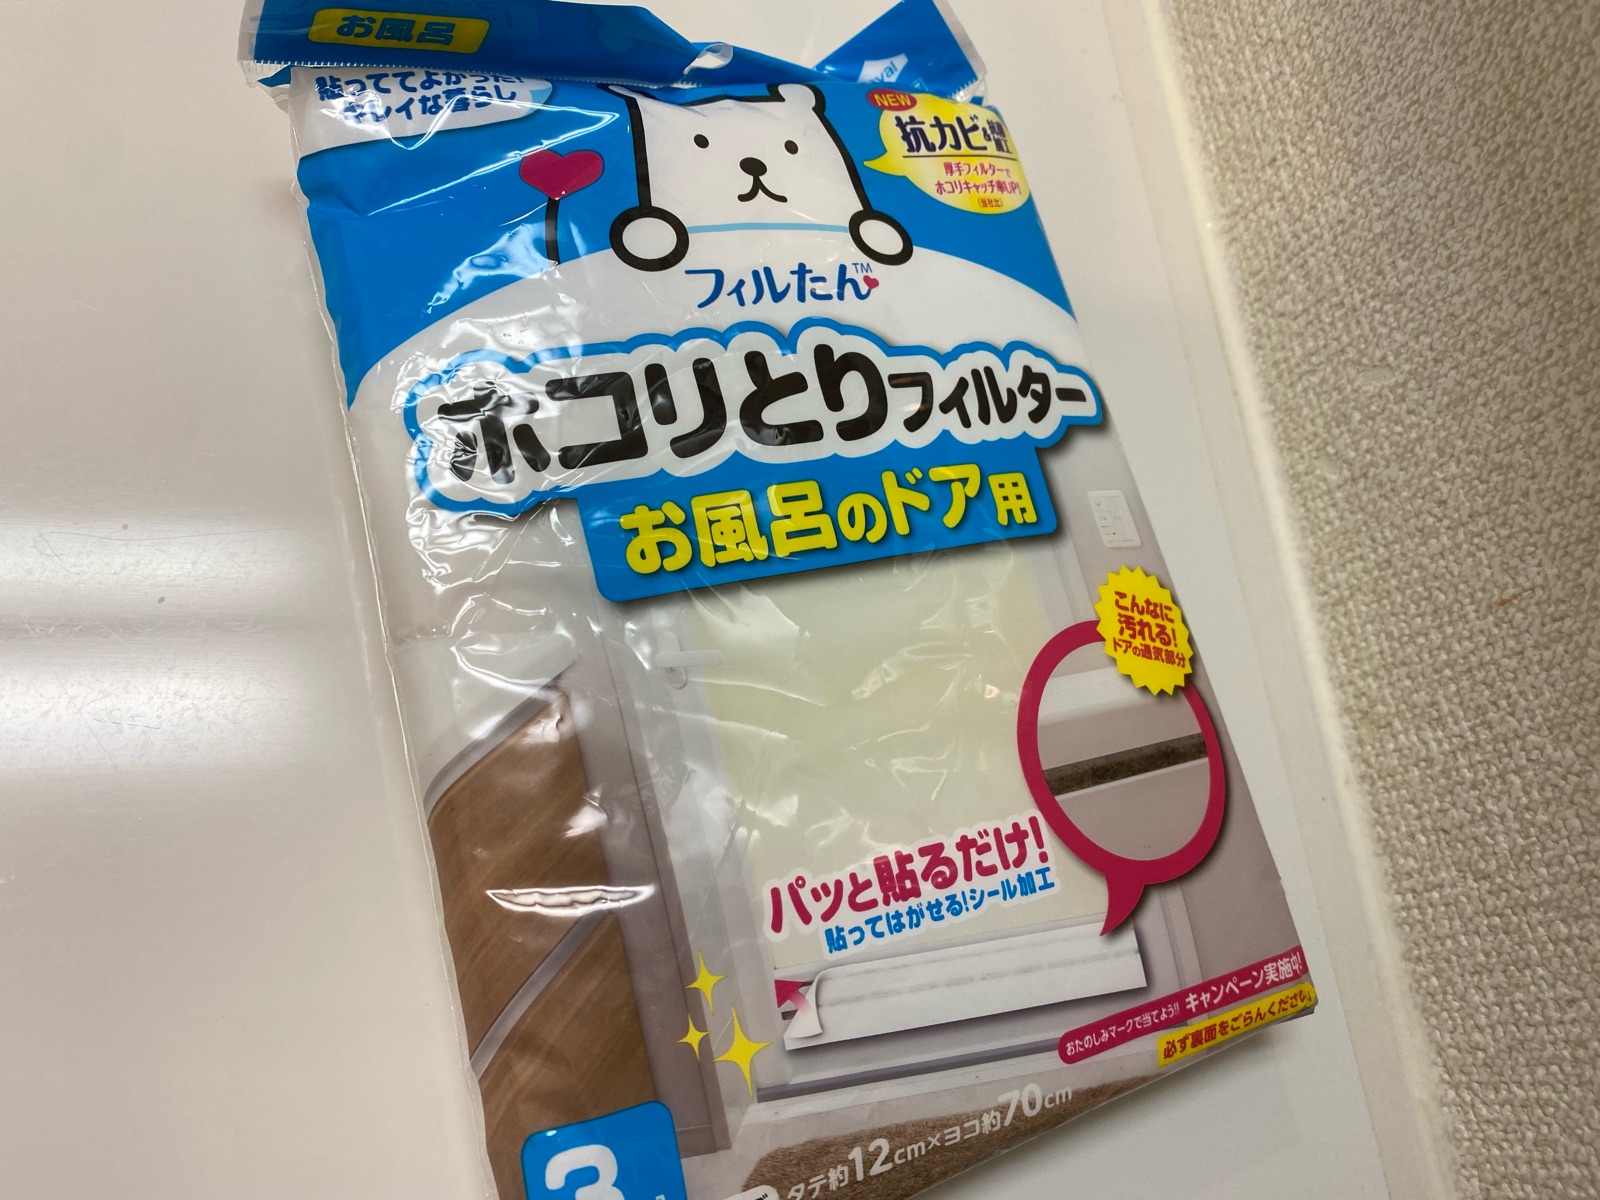 お風呂
貼っててよかった!
キレイな暮らし
NEW
抗カビ&
厚手フィルターで
ホコリキャッチ率UP!
(当社比)
フィルたん™
ホコリとりフィルター
お風呂のドア用
こんなに
汚れる!
ドアの通気部分
パッと貼るだけ!
貼ってはがせる!シール加工
おたのしみマークで当てよう!! キャンペーン実施中!
必ず裏面をごらんください
3
タテ約12cm×ヨコ約70cm